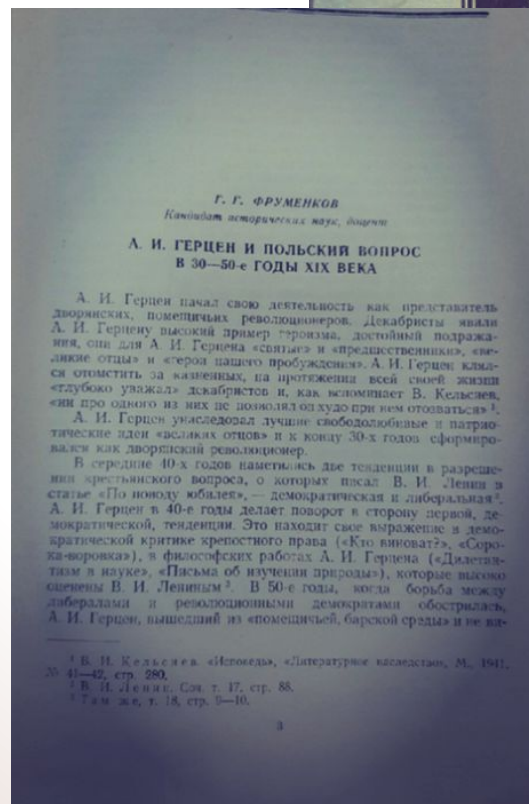 Г. Г. ФРУМЕНКОВ
Кандидат исторических наук, доцент
А. И. ГЕРЦЕН И ПОЛЬСКИЙ ВОПРОС
В 30—50-е ГОДЫ XIX ВЕКА
А. И. Герцен начал свою деятельность как представитель
дворянских, помещичьих революционеров. Декабристы явили
А. И. Герцену высокий пример героизма, достойный подража-
ния, они для А. И. Герцена «святые» и «предшественники», «ве-
ликие отцы» и «герои нашего пробуждения». А. И. Герцен клял-
ся отомстить за казненных, на протяжении всей своей жизни
«глубоко уважал» декабристов и, как вспоминает В. Кельсиев,
«ни про одного из них не позволял он худо при нем отозваться» ¹.
А. И. Герцен унаследовал лучшие свободолюбивые и патрио-
тические идеи «великих отцов» и к концу 30-х годов сформиро-
вался как дворянский революционер.
В середине 40-х годов наметились две тенденции в разреше-
нии крестьянского вопроса, о которых писал В. И. Ленин в
статье «По поводу юбилея», — демократическая и либеральная ².
А. И. Герцен в 40-е годы делает поворот в сторону первой, де-
мократической, тенденции. Это находит свое выражение в демо-
кратической критике крепостного права («Кто виноват?», «Соро-
ка-воровка»), в философских работах А. И. Герцена («Дилетан-
тизм в науке», «Письма об изучении природы»), которые высоко
оценены В. И. Лениным ³. В 50-е годы, когда борьба между
либералами и революционными демократами обострилась,
А. И. Герцен, вышедший из «помещичьей, барской среды» и не ви-
¹ В. И. Кельсиев. «Исповедь», «Литературное наследство», М., 1941,
№ 41—42, стр. 280.
² В. И. Ленин. Соч. т. 17, стр. 88.
³ Там же, т. 18, стр. 9—10.
3